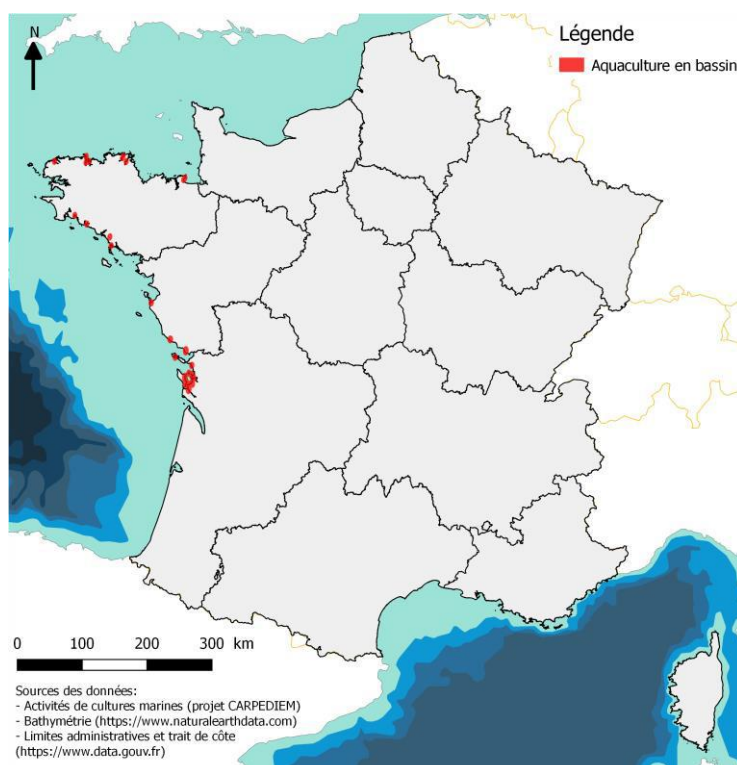 N
Légende
Aquaculture en bassin
0 100 200 300 km
Sources des données:
- Activités de cultures marines (projet CARPEDIEM)
- Bathymétrie (https://www.naturalearthdata.com)
- Limites administratives et trait de côte
(https://www.data.gouv.fr)